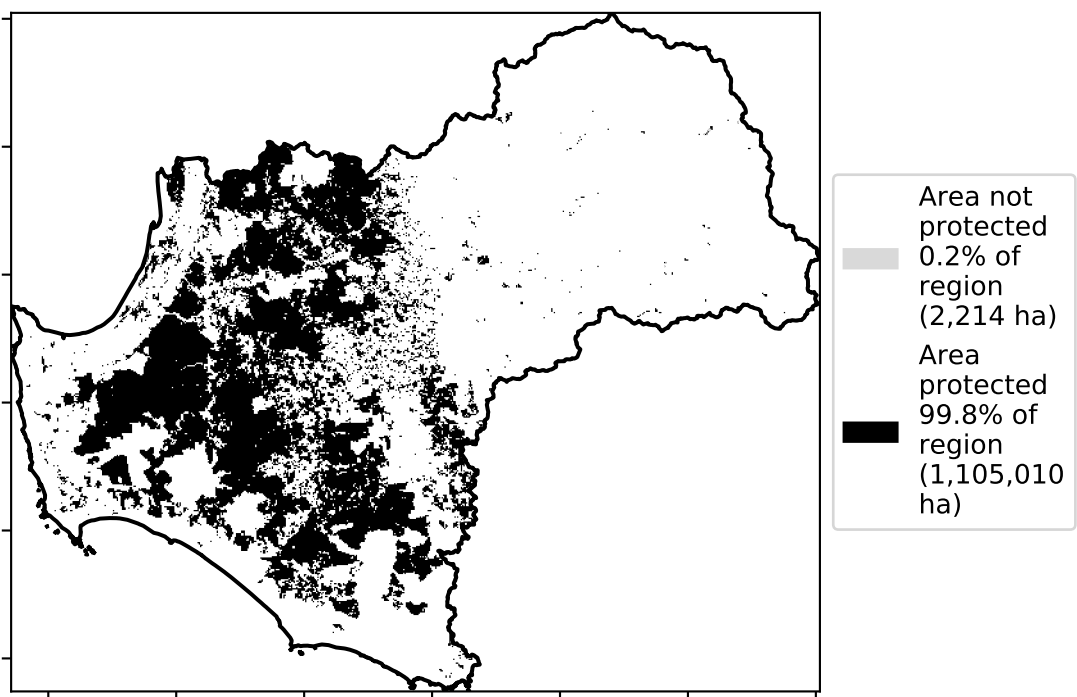 Area not
protected
0.2% of
region
(2,214 ha)
Area
protected
99.8% of
region
(1,105,010
ha)